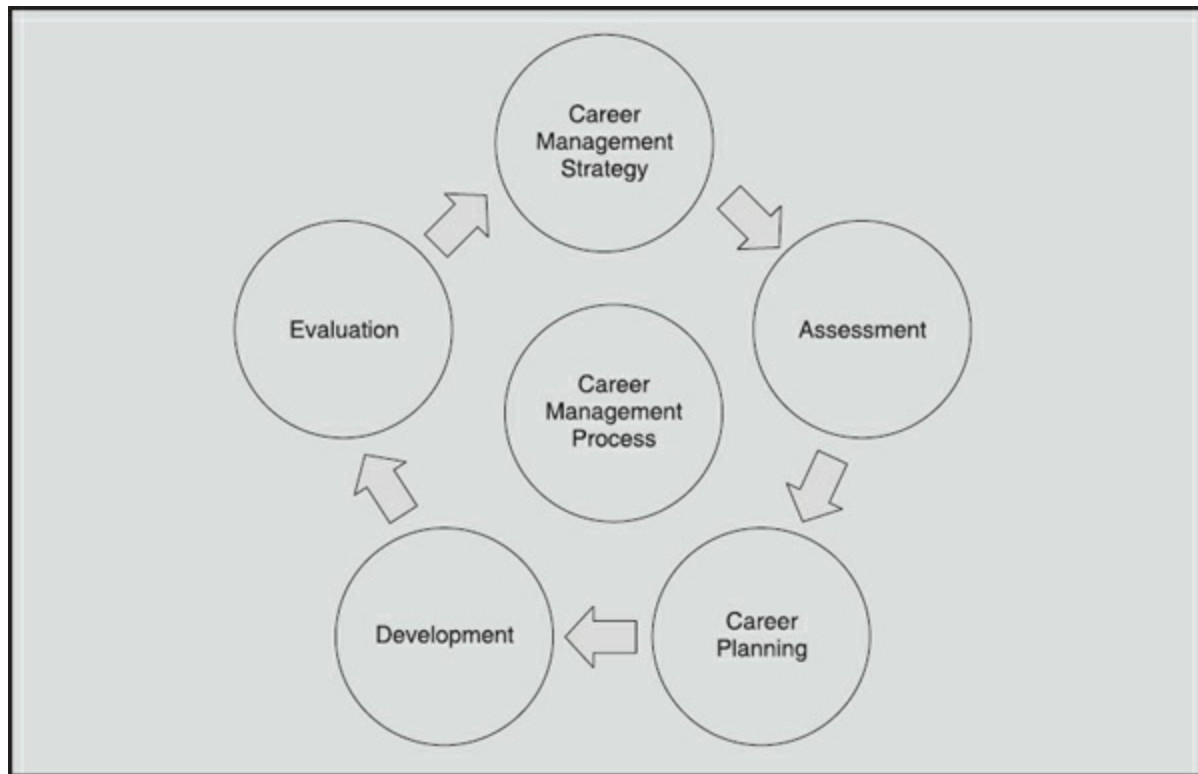 Career
Management
Strategy
Evaluation
Assessment
Career
Management
Process
Development
Career
Planning